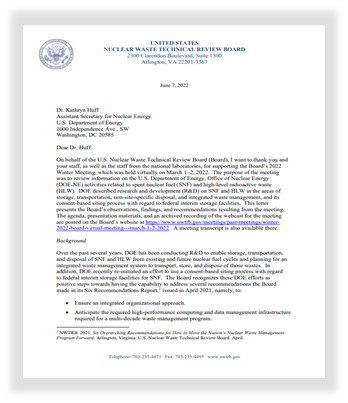 UNITED STATES
NUCLEAR WASTE TECHNICAL REVIEW BOARD
2300 Clarendon Boulevard, Suite 1300
Arlington, VA 22201-3367
June 7, 2022
Dr. Kathryn Huff
Assistant Secretary for Nuclear Energy
U.S. Department of Energy
1000 Independence Ave., SW
Washington, DC 20585
Dear Dr. Huff:
On behalf of the U.S. Nuclear Waste Technical Review Board (Board), I want to thank you and
your staff, as well as the staff from the national laboratories, for supporting the Board's 2022
Winter Meeting, which was held virtually on March 1–2, 2022. The purpose of the meeting
was to review information on the U.S. Department of Energy, Office of Nuclear Energy
(DOE-NE) activities related to spent nuclear fuel (SNF) and high-level radioactive waste
(HLW). DOE described research and development (R&D) on SNF and HLW in the areas of
storage, transportation, non-site-specific disposal, and integrated waste management, and its
consent-based siting process with regard to federal interim storage facilities. This letter
presents the Board's observations, findings, and recommendations resulting from the meeting.
The agenda, presentation materials, and an archived recording of the webcast for the meeting
are posted on the Board's website at https://www.nwtrb.gov/meetings/past-meetings/winter-
2022-board-virtual-meeting---march-1-2-2022. A meeting transcript is also available there.
Background
Over the past several years, DOE has been conducting R&D to enable storage, transportation,
and disposal of SNF and HLW from existing and future nuclear fuel cycles and planning for an
integrated waste management system to transport, store, and dispose of those wastes. In
addition, DOE recently re-initiated an effort to use a consent-based siting process with regard
to federal interim storage facilities for SNF. The Board recognizes these DOE efforts as
positive steps towards having the capability to address several recommendations the Board
made in its Six Recommendations Report,¹ issued in April 2021, namely, to:
• Ensure an integrated organizational approach.
• Anticipate the required high-performance computing and data management infrastructure
required for a multi-decade waste management program.
¹ NWTRB. 2021. Six Overarching Recommendations for How to Move the Nation's Nuclear Waste Management
Program Forward. Arlington, Virginia: U.S. Nuclear Waste Technical Review Board. April.
Telephone: 703-235-4473 Fax: 703-235-4495 www.nwtrb.gov